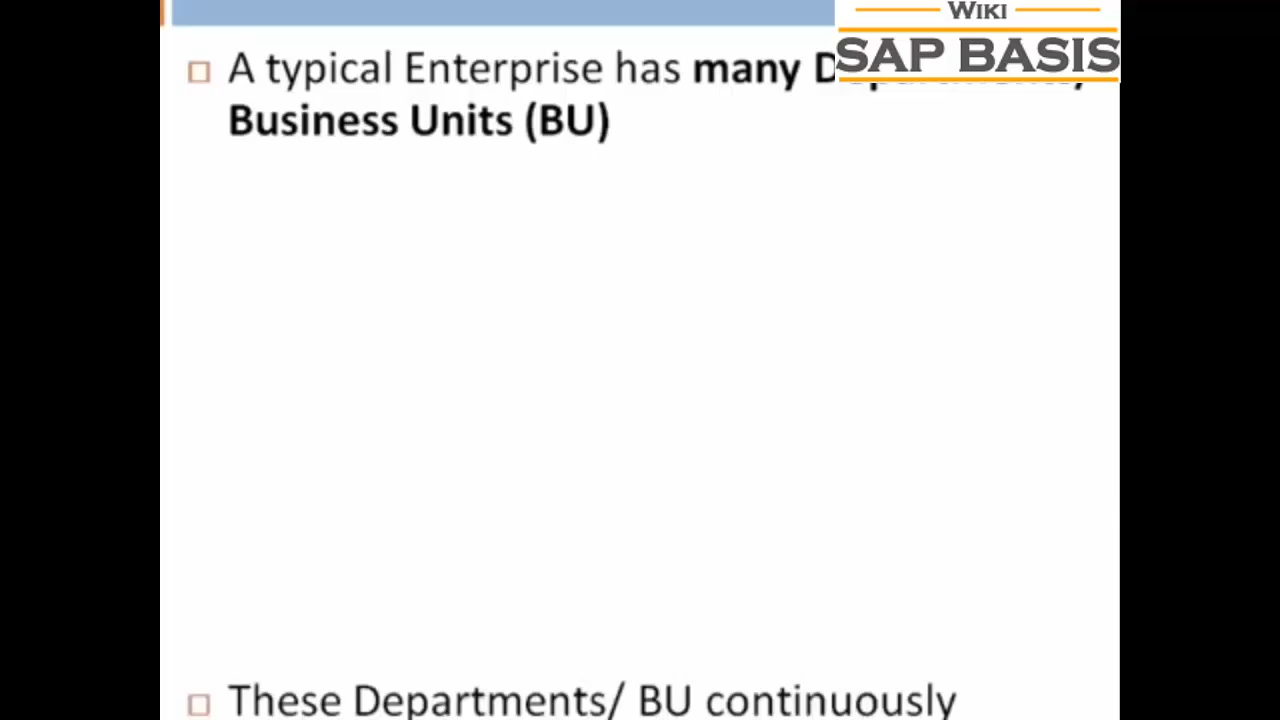 WIKI
SAP BASIS
A typical Enterprise has many
Business Units (BU)
These Departments/ BU continuously